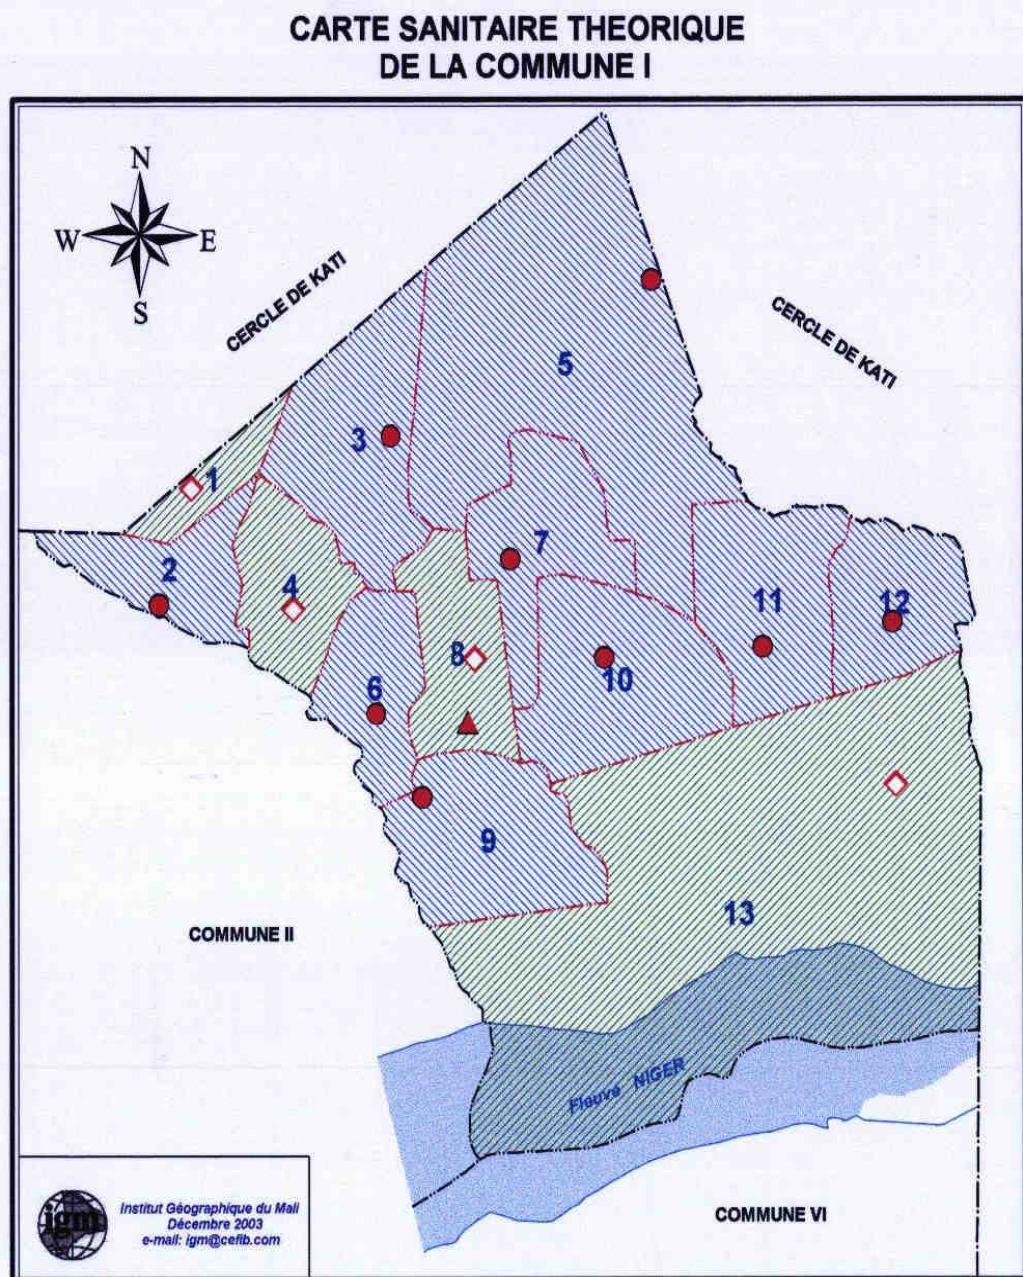 CARTE SANITAIRE THEORIQUE
DE LA COMMUNE I
N
W
E
S
CERCLE DE KATI
CERCLE DE KATI
5
3
1
7
2
4
11
12
8
10
6
9
13
COMMUNE II
Fleuve NIGER
igm
Institut Géographique du Mali
Décembre 2003
e-mail: igm@cefib.com
COMMUNE VI